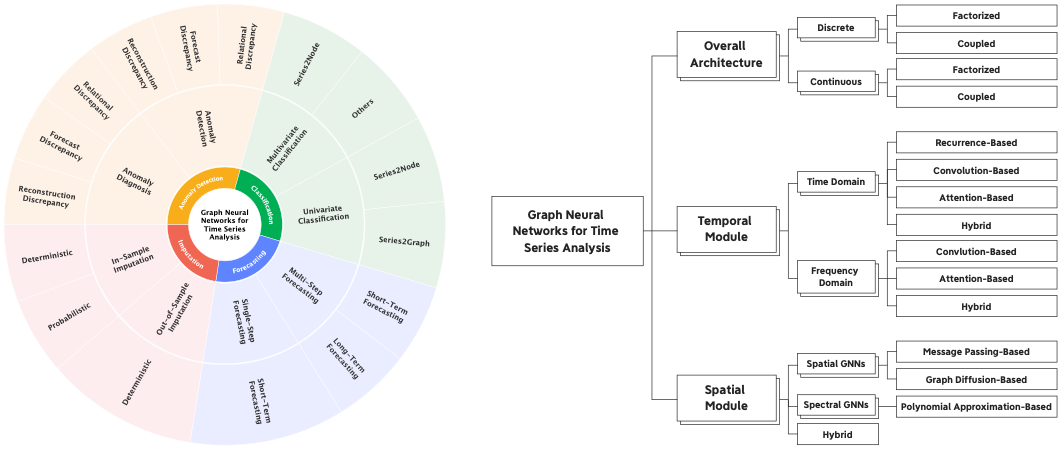 Graph Neural
Networks for
Time Series
Analysis
Anomaly Detection
Classification
Forecasting
Imputation
Anomaly
Detection
Relational
Discrepancy
Forecast
Discrepancy
Reconstruction
Discrepancy
Anomaly
Diagnosis
Relational
Discrepancy
Forecast
Discrepancy
Reconstruction
Discrepancy
Multivariate
Classification
Series2Node
Others
Univariate
Classification
Series2Node
Series2Graph
Multi-Step
Forecasting
Short-Term
Forecasting
Long-Term
Forecasting
Single-Step
Forecasting
Short-Term
Forecasting
Out-of-Sample
Imputation
Deterministic
In-Sample
Imputation
Probabilistic
Deterministic
Graph Neural
Networks for Time
Series Analysis
Overall
Architecture
Discrete
Factorized
Coupled
Continuous
Factorized
Coupled
Temporal
Module
Time Domain
Recurrence-Based
Convolution-Based
Attention-Based
Hybrid
Frequency
Domain
Convlution-Based
Attention-Based
Hybrid
Spatial
Module
Spatial GNNs
Message Passing-Based
Graph Diffusion-Based
Spectral GNNs
Polynomial Approximation-Based
Hybrid